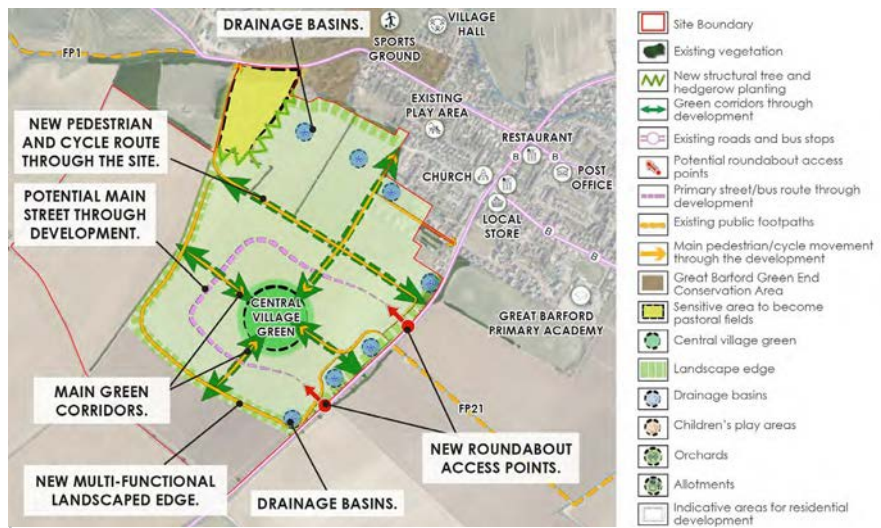 DRAINAGE BASINS.
VILLAGE
HALL
SPORTS
GROUND
FP1
EXISTING
PLAY AREA
NEW PEDESTRIAN
AND CYCLE ROUTE
THROUGH THE SITE.
RESTAURANT
B
B
POST
OFFICE
CHURCH
POTENTIAL MAIN
STREET THROUGH
DEVELOPMENT.
LOCAL
STORE
B
CENTRAL
VILLAGE
GREEN
GREAT BARFORD
PRIMARY ACADEMY
MAIN GREEN
CORRIDORS.
FP21
NEW ROUNDABOUT
ACCESS POINTS.
NEW MULTI-FUNCTIONAL
LANDSCAPED EDGE.
DRAINAGE BASINS.
Site Boundary
Existing vegetation
New structural tree and
hedgerow planting
Green corridors through
development
Existing roads and bus stops
Potential roundabout access
points
Primary street/bus route through
development
Existing public footpaths
Main pedestrian/cycle movement
through the development
Great Barford Green End
Conservation Area
Sensitive area to become
pastoral fields
Central village green
Landscape edge
Drainage basins
Children's play areas
Orchards
Allotments
Indicative areas for residential
development